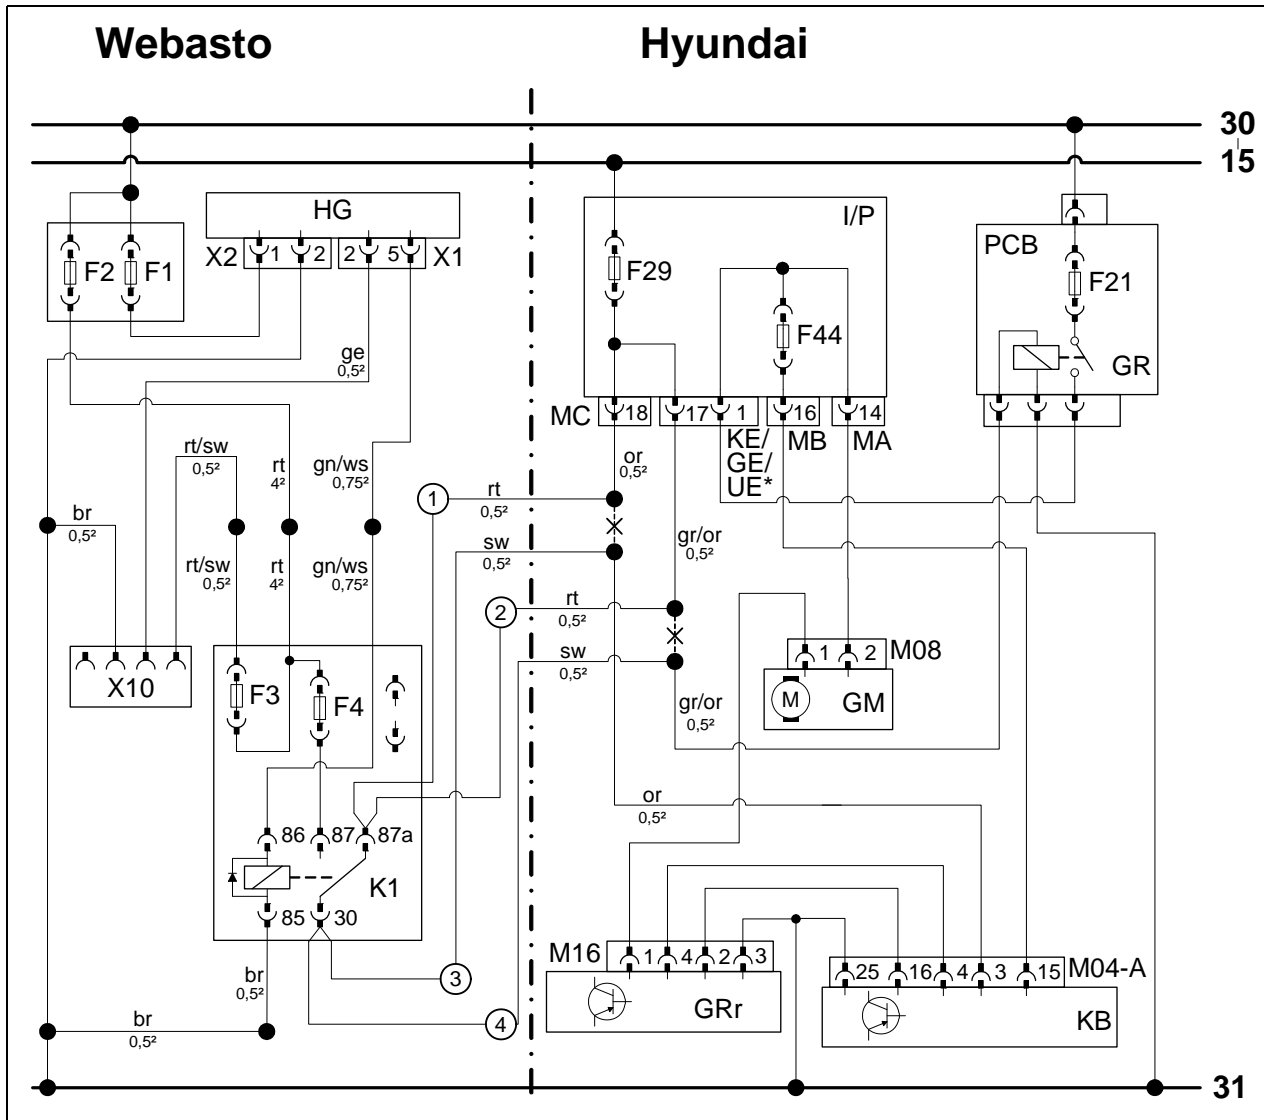 Webasto
Hyundai
30
15
HG
I/P
X2
1
2
2
5
X1
PCB
F2
F1
F29
F21
F44
GR
ge
0,5²
MC
18
17
1
16
14
KE/
GE/
UE*
MB
MA
rt/sw
0,5²
rt
4²
gn/ws
0,75²
or
0,5²
1
rt
0,5²
br
0,5²
sw
0,5²
gr/or
0,5²
rt/sw
0,5²
rt
4²
gn/ws
0,75²
2
rt
0,5²
sw
0,5²
1
2
M08
X10
F3
F4
M
GM
gr/or
0,5²
or
0,5²
86
87
87a
K1
85
30
M16
1
4
2
3
25
16
4
3
15
M04-A
br
0,5²
3
GRr
KB
br
0,5²
4
31